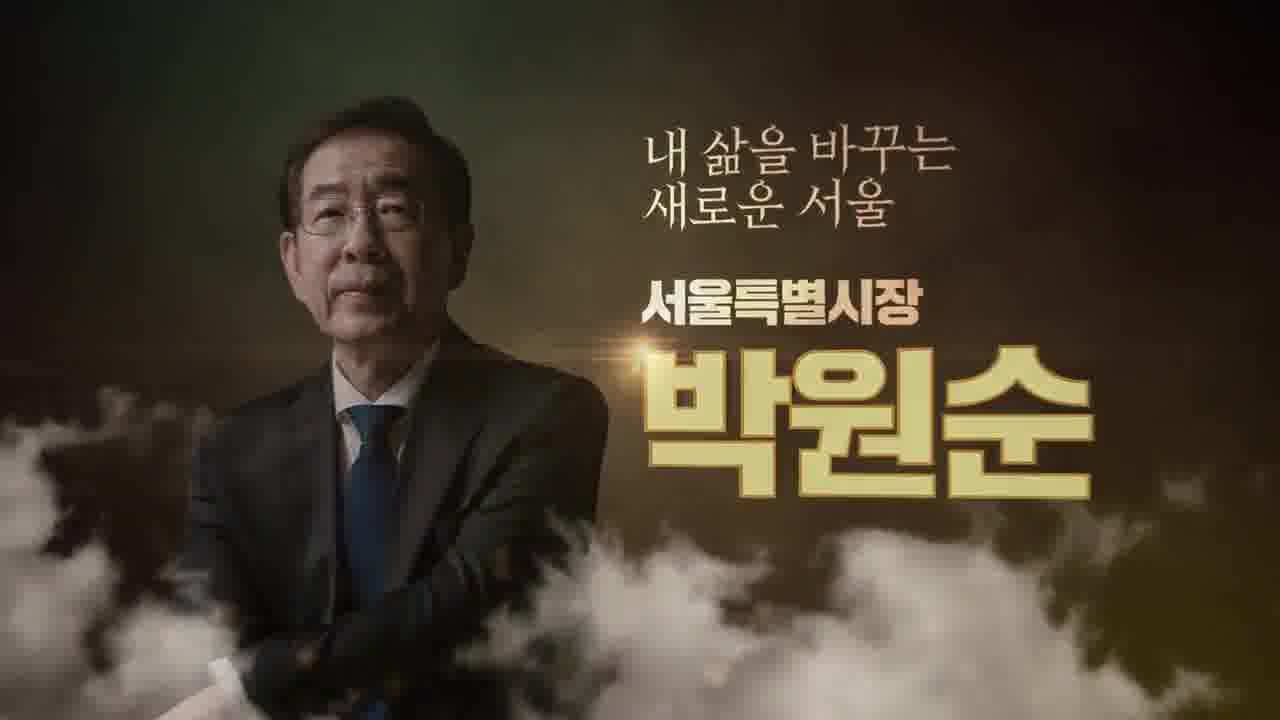 내 삶을 바꾸는
새로운 서울
서울특별시장
박원순